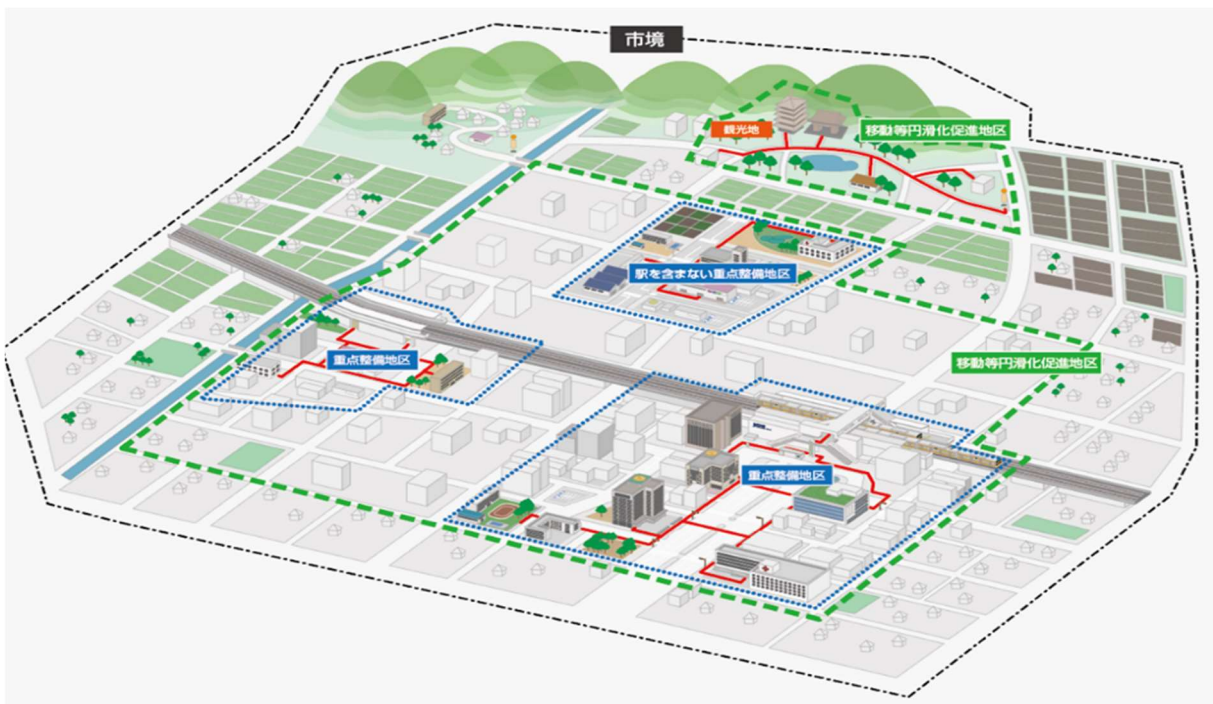 市境
観光地
移動等円滑化促進地区
駅を含まない重点整備地区
重点整備地区
移動等円滑化促進地区
重点整備地区